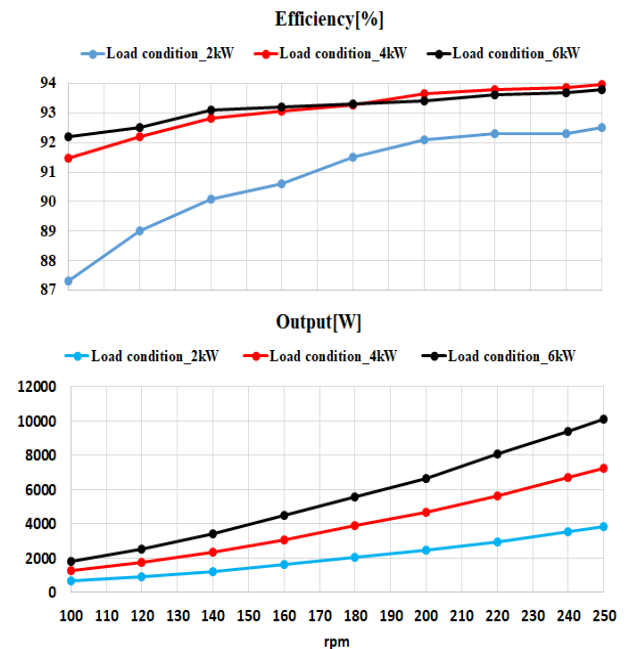 Efficiency[%]
Load condition_2kW Load condition_4kW Load condition_6kW
94
93
92
91
90
89
88
87
Output[W]
Load condition_2kW Load condition_4kW Load condition_6kW
12000
10000
8000
6000
4000
2000
0
100 120 130 140 150 160 170 180 190 200 210 220 230 240 250
rpm